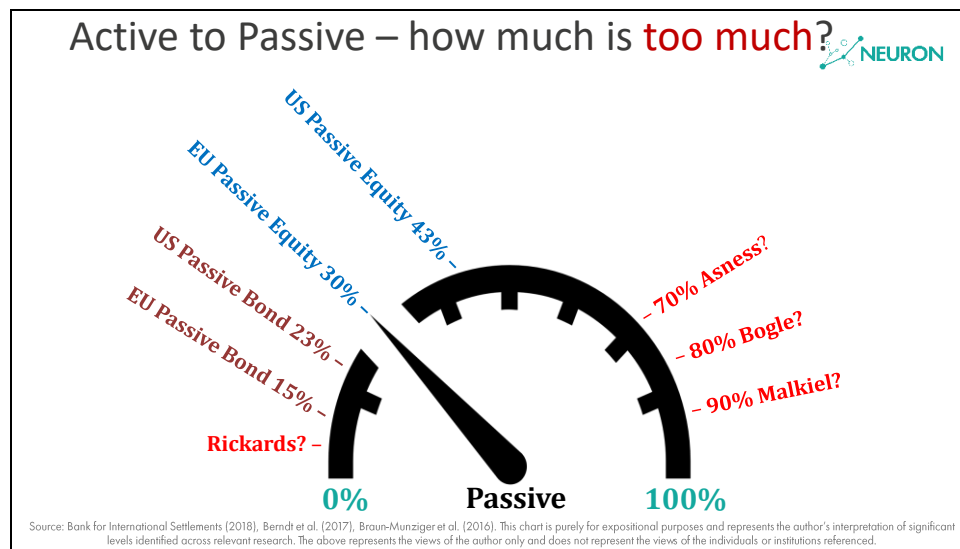 Active to Passive – how much is too much?
NEURON
US Passive Equity 43% –
EU Passive Equity 30% –
US Passive Bond 23% –
EU Passive Bond 15% –
Rickards? –
– 70% Asness?
– 80% Bogle?
– 90% Malkiel?
0%
Passive
100%
Source: Bank for International Settlements (2018), Berndt et al. (2017), Braun-Munziger et al. (2016). This chart is purely for expositional purposes and represents the author's interpretation of significant
levels identified across relevant research. The above represents the views of the author only and does not represent the views of the individuals or institutions referenced.